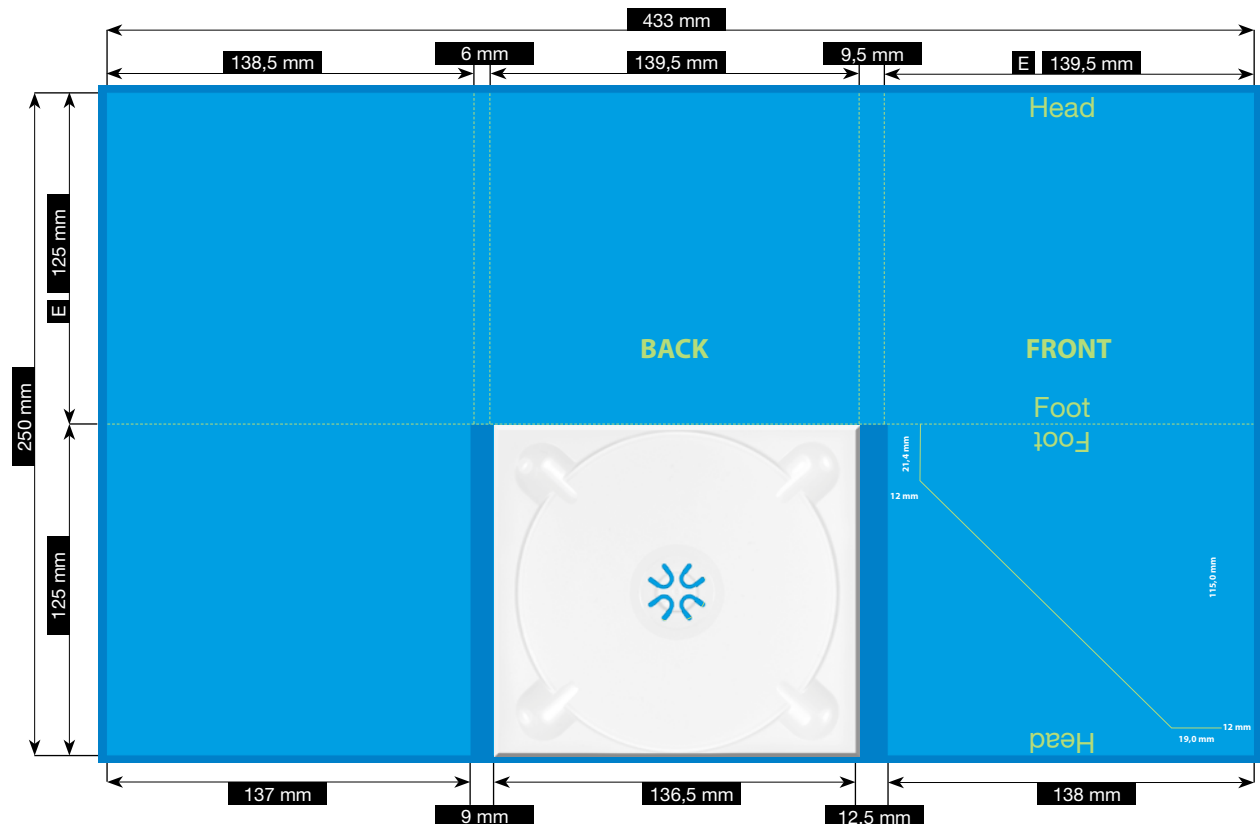 433 mm
6 mm
9,5 mm
138,5 mm
139,5 mm
E 139,5 mm
Head
125 mm
E
BACK
FRONT
250 mm
Foot
Foot
21,4 mm
12 mm
115,0 mm
125 mm
12 mm
19,0 mm
Head
137 mm
136,5 mm
138 mm
9 mm
12,5 mm